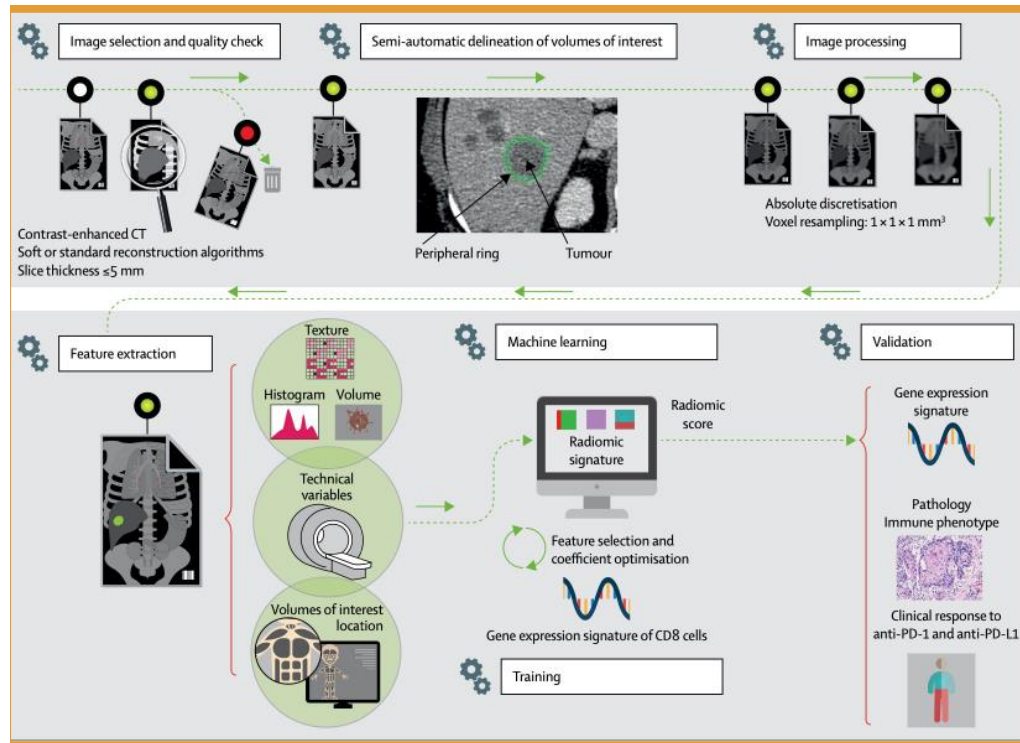 Image selection and quality check
Semi-automatic delineation of volumes of interest
Image processing
Contrast-enhanced CT
Soft or standard reconstruction algorithms
Slice thickness ≤5 mm
Peripheral ring
Tumour
Absolute discretisation
Voxel resampling: 1 × 1 × 1 mm³
Feature extraction
Texture
Histogram
Volume
Technical
variables
Volumes of interest
location
Machine learning
Radiomic
signature
Radiomic
score
Feature selection and
coefficient optimisation
Gene expression signature of CD8 cells
Training
Validation
Gene expression
signature
Pathology
Immune phenotype
Clinical response to
anti-PD-1 and anti-PD-L1